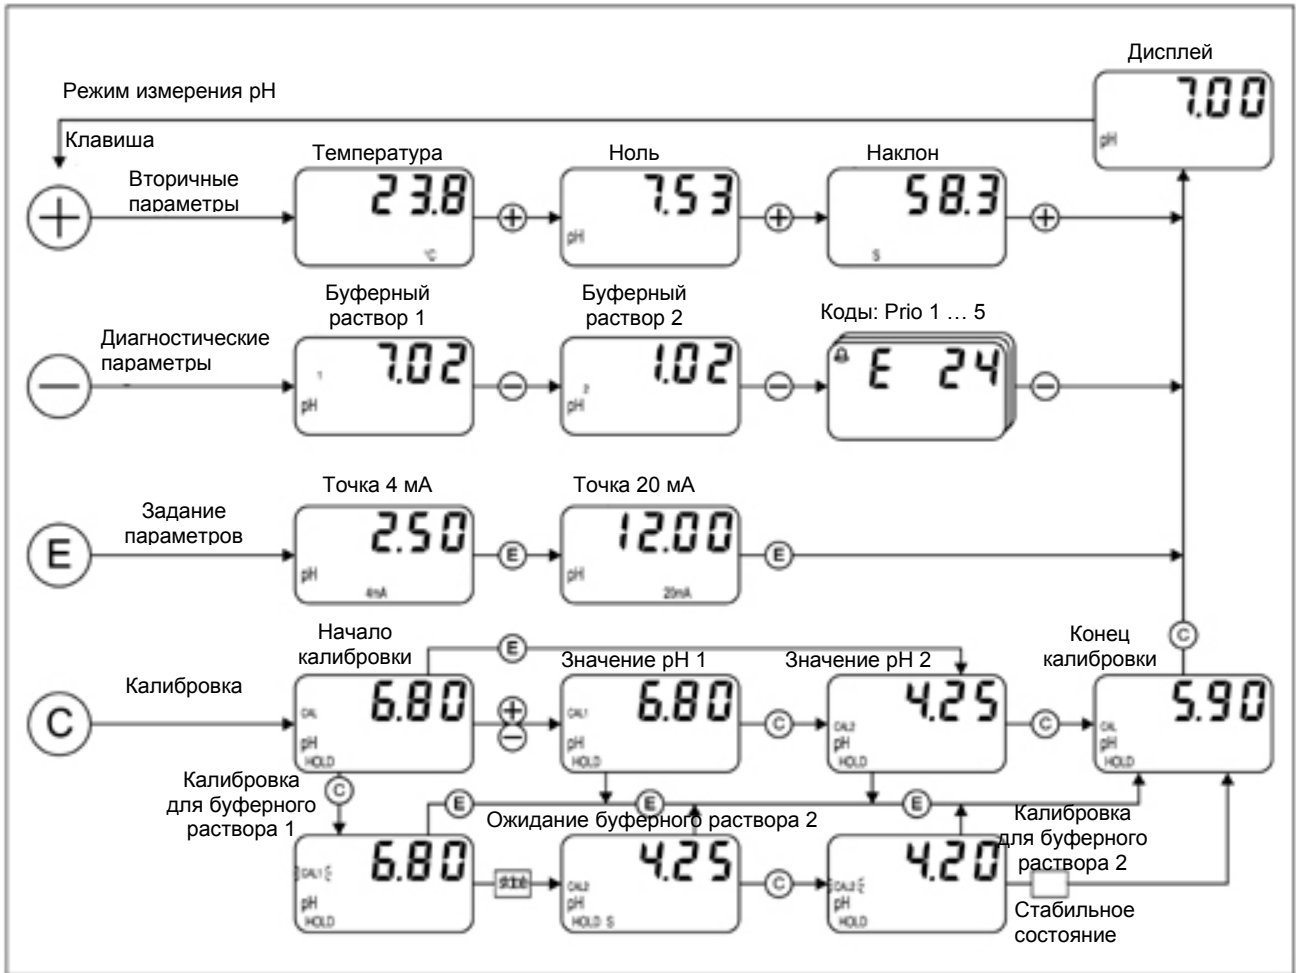 Дисплей
7.00
pH
Режим измерения pH
Клавиша
Вторичные
параметры
Температура
23.8
°C
Ноль
7.53
pH
Наклон
58.3
S
Диагностические
параметры
Буферный
раствор 1
7.02
1
pH
Буферный
раствор 2
1.02
2
pH
Коды: Prio 1 … 5
E 24
Задание
параметров
E
Точка 4 мА
2.50
pH
4mA
E
Точка 20 мА
12.00
pH
20mA
E
Калибровка
C
Начало
калибровки
6.80
CAL
pH
HOLD
E
Значение pH 1
6.80
CAL1
pH
HOLD
C
Значение pH 2
4.25
CAL2
pH
HOLD
C
Конец
калибровки
5.90
CAL
pH
HOLD
C
Калибровка
для буферного
раствора 1
C
6.80
CAL1
pH
HOLD
E
E
E
Ожидание буферного раствора 2
4.25
CAL2
pH
HOLD S
C
4.20
CAL2
pH
HOLD
Калибровка
для буферного
раствора 2
Стабильное
состояние